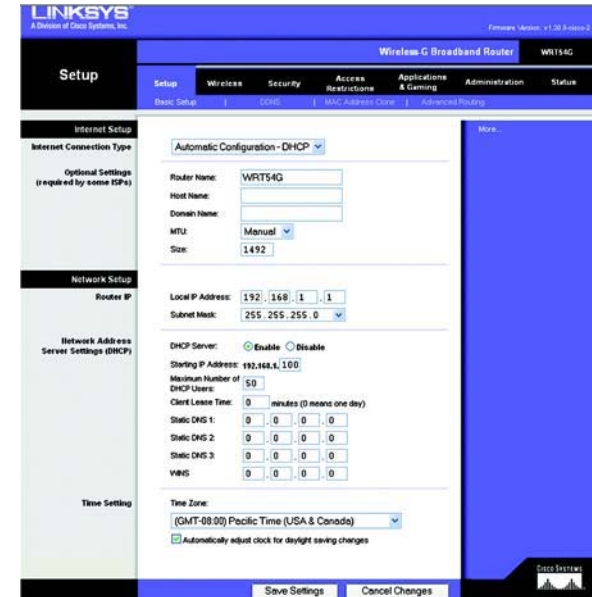 LINKSYS
A Division of Cisco Systems, Inc.
Firmware Version: v1.30.8-cisco-2
Wireless-G Broadband Router WRT54G
Setup
Setup Wireless Security Access Restrictions Applications & Gaming Administration Status
Basic Setup | DDNS | MAC Address Clone | Advanced Routing
Internet Setup
More...
Internet Connection Type
Automatic Configuration - DHCP
Optional Settings
(required by some ISPs)
Router Name: WRT54G
Host Name:
Domain Name:
MTU: Manual
Size: 1492
Network Setup
Router IP
Local IP Address: 192 . 168 . 1 . 1
Subnet Mask: 255.255.255.0
Network Address
Server Settings (DHCP)
DHCP Server: Enable Disable
Starting IP Address: 192.168.1. 100
Maximum Number of
DHCP Users: 50
Client Lease Time: 0 minutes (0 means one day)
Static DNS 1: 0 . 0 . 0 . 0
Static DNS 2: 0 . 0 . 0 . 0
Static DNS 3: 0 . 0 . 0 . 0
WINS 0 . 0 . 0 . 0
Time Setting
Time Zone:
(GMT-08:00) Pacific Time (USA & Canada)
Automatically adjust clock for daylight saving changes
Save Settings Cancel Changes
CISCO SYSTEMS